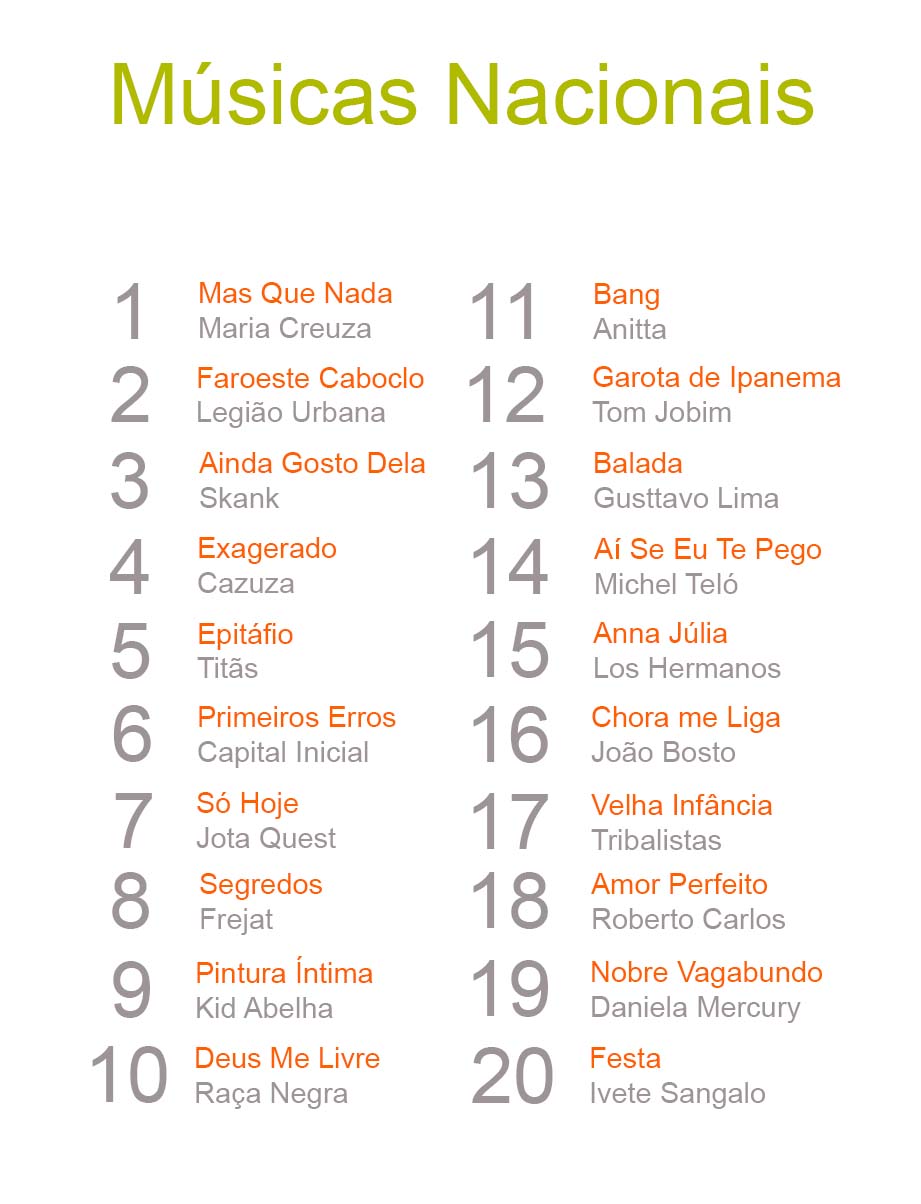 Músicas Nacionais
1
Mas Que Nada
Maria Creuza
2
Faroeste Caboclo
Legião Urbana
3
Ainda Gosto Dela
Skank
4
Exagerado
Cazuza
5
Epitáfio
Titãs
6
Primeiros Erros
Capital Inicial
7
Só Hoje
Jota Quest
8
Segredos
Frejat
9
Pintura Íntima
Kid Abelha
10
Deus Me Livre
Raça Negra
11
Bang
Anitta
12
Garota de Ipanema
Tom Jobim
13
Balada
Gusttavo Lima
14
Aí Se Eu Te Pego
Michel Teló
15
Anna Júlia
Los Hermanos
16
Chora me Liga
João Bosto
17
Velha Infância
Tribalistas
18
Amor Perfeito
Roberto Carlos
19
Nobre Vagabundo
Daniela Mercury
20
Festa
Ivete Sangalo